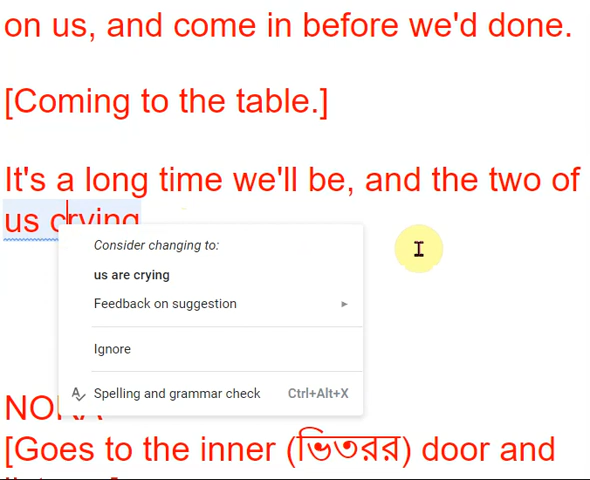 on us, and come in before we'd done.
[Coming to the table.]
It's a long time we'll be, and the two of
us crying
Consider changing to:
us are crying
Feedback on suggestion
Ignore
Spelling and grammar check Ctrl+Alt+X
[Goes to the inner (ভিতরর) door and